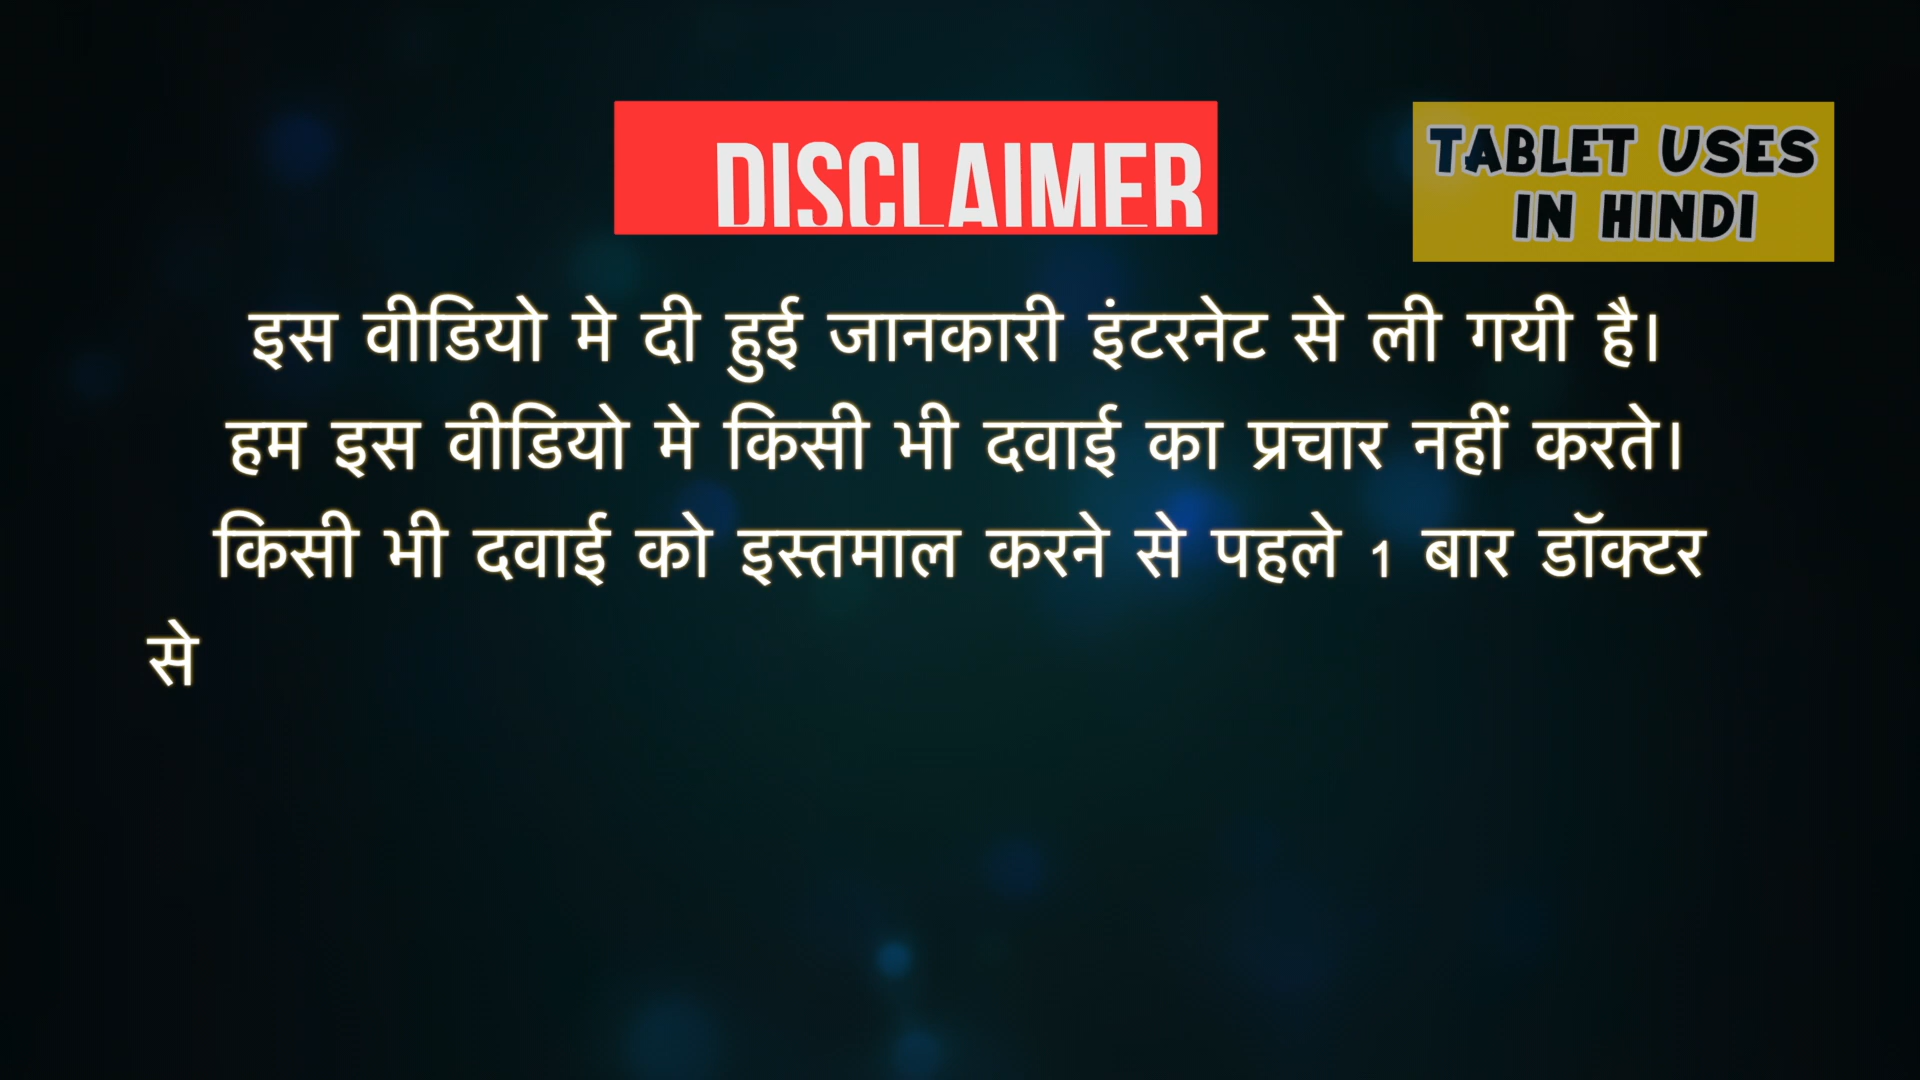 DISCLAIMER
TABLET USES
IN HINDI
इस वीडियो मे दी हुई जानकारी इंटरनेट से ली गयी है।
हम इस वीडियो मे किसी भी दवाई का प्रचार नहीं करते।
किसी भी दवाई को इस्तमाल करने से पहले 1 बार डॉक्टर
से